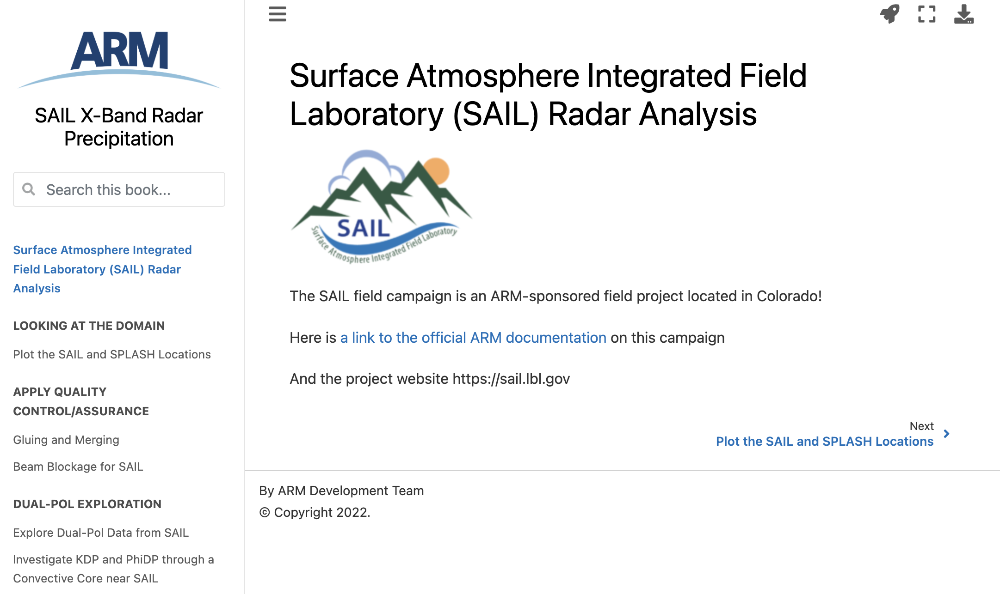 ARM
SAIL X-Band Radar
Precipitation
Search this book...
Surface Atmosphere Integrated
Field Laboratory (SAIL) Radar
Analysis
LOOKING AT THE DOMAIN
Plot the SAIL and SPLASH Locations
APPLY QUALITY
CONTROL/ASSURANCE
Gluing and Merging
Beam Blockage for SAIL
DUAL-POL EXPLORATION
Explore Dual-Pol Data from SAIL
Investigate KDP and PhiDP through a
Convective Core near SAIL
Surface Atmosphere Integrated Field
Laboratory (SAIL) Radar Analysis
SAIL
Surface Atmosphere Integrated Field Laboratory
The SAIL field campaign is an ARM-sponsored field project located in Colorado!
Here is a link to the official ARM documentation on this campaign
And the project website https://sail.lbl.gov
Next
Plot the SAIL and SPLASH Locations
By ARM Development Team
© Copyright 2022.